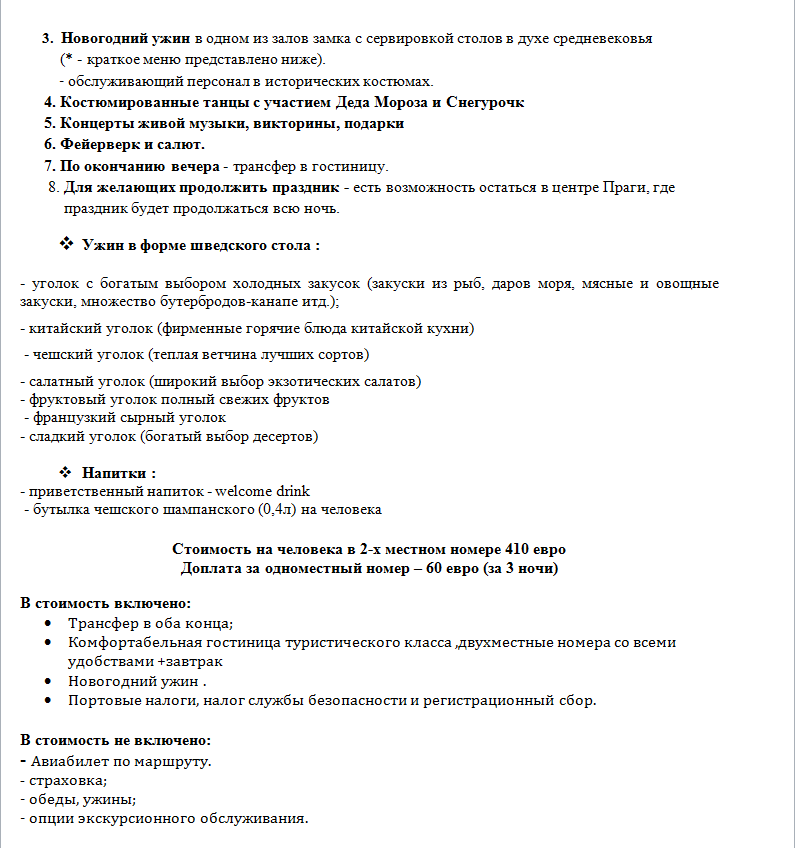 3. Новогодний ужин в одном из залов замка с сервировкой столов в духе средневековья
(* - краткое меню представлено ниже).
- обслуживающий персонал в исторических костюмах.
4. Костюмированные танцы с участием Деда Мороза и Снегурочк
5. Концерты живой музыки, викторины, подарки
6. Фейерверк и салют.
7. По окончанию вечера - трансфер в гостиницу.
8. Для желающих продолжить праздник - есть возможность остаться в центре Праги, где
праздник будет продолжаться всю ночь.
❖ Ужин в форме шведского стола :
- уголок с богатым выбором холодных закусок (закуски из рыб, даров моря, мясные и овощные
закуски, множество бутербродов-канапе итд.);
- китайский уголок (фирменные горячие блюда китайской кухни)
- чешский уголок (теплая ветчина лучших сортов)
- салатный уголок (широкий выбор экзотических салатов)
- фруктовый уголок полный свежих фруктов
- французкий сырный уголок
- сладкий уголок (богатый выбор десертов)
❖ Напитки :
- приветственный напиток - welcome drink
- бутылка чешского шампанского (0,4л) на человека
Стоимость на человека в 2-х местном номере 410 евро
Доплата за одноместный номер – 60 евро (за 3 ночи)
В стоимость включено:
• Трансфер в оба конца;
• Комфортабельная гостиница туристического класса ,двухместные номера со всеми
удобствами +завтрак
• Новогодний ужин .
• Портовые налоги, налог службы безопасности и регистрационный сбор.
В стоимость не включено:
- Авиабилет по маршруту.
- страховка;
- обеды, ужины;
- опции экскурсионного обслуживания.